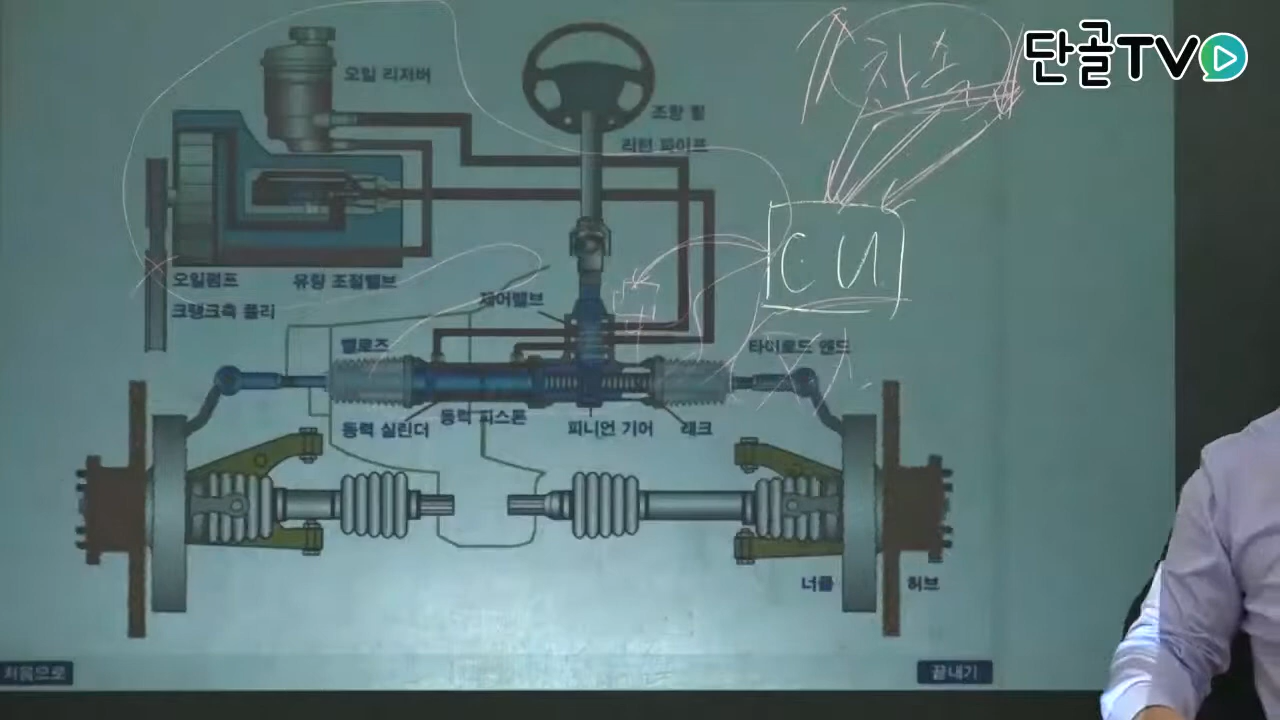 단골TV
차속
오일 리저버
조향 휠
리턴 파이프
C U
오일펌프
유량 조절밸브
제어밸브
크랭크축 풀리
벨로즈
타이로드 엔드
동력 실린더
동력 피스톤
피니언 기어
래크
너클
허브
처음으로
끝내기